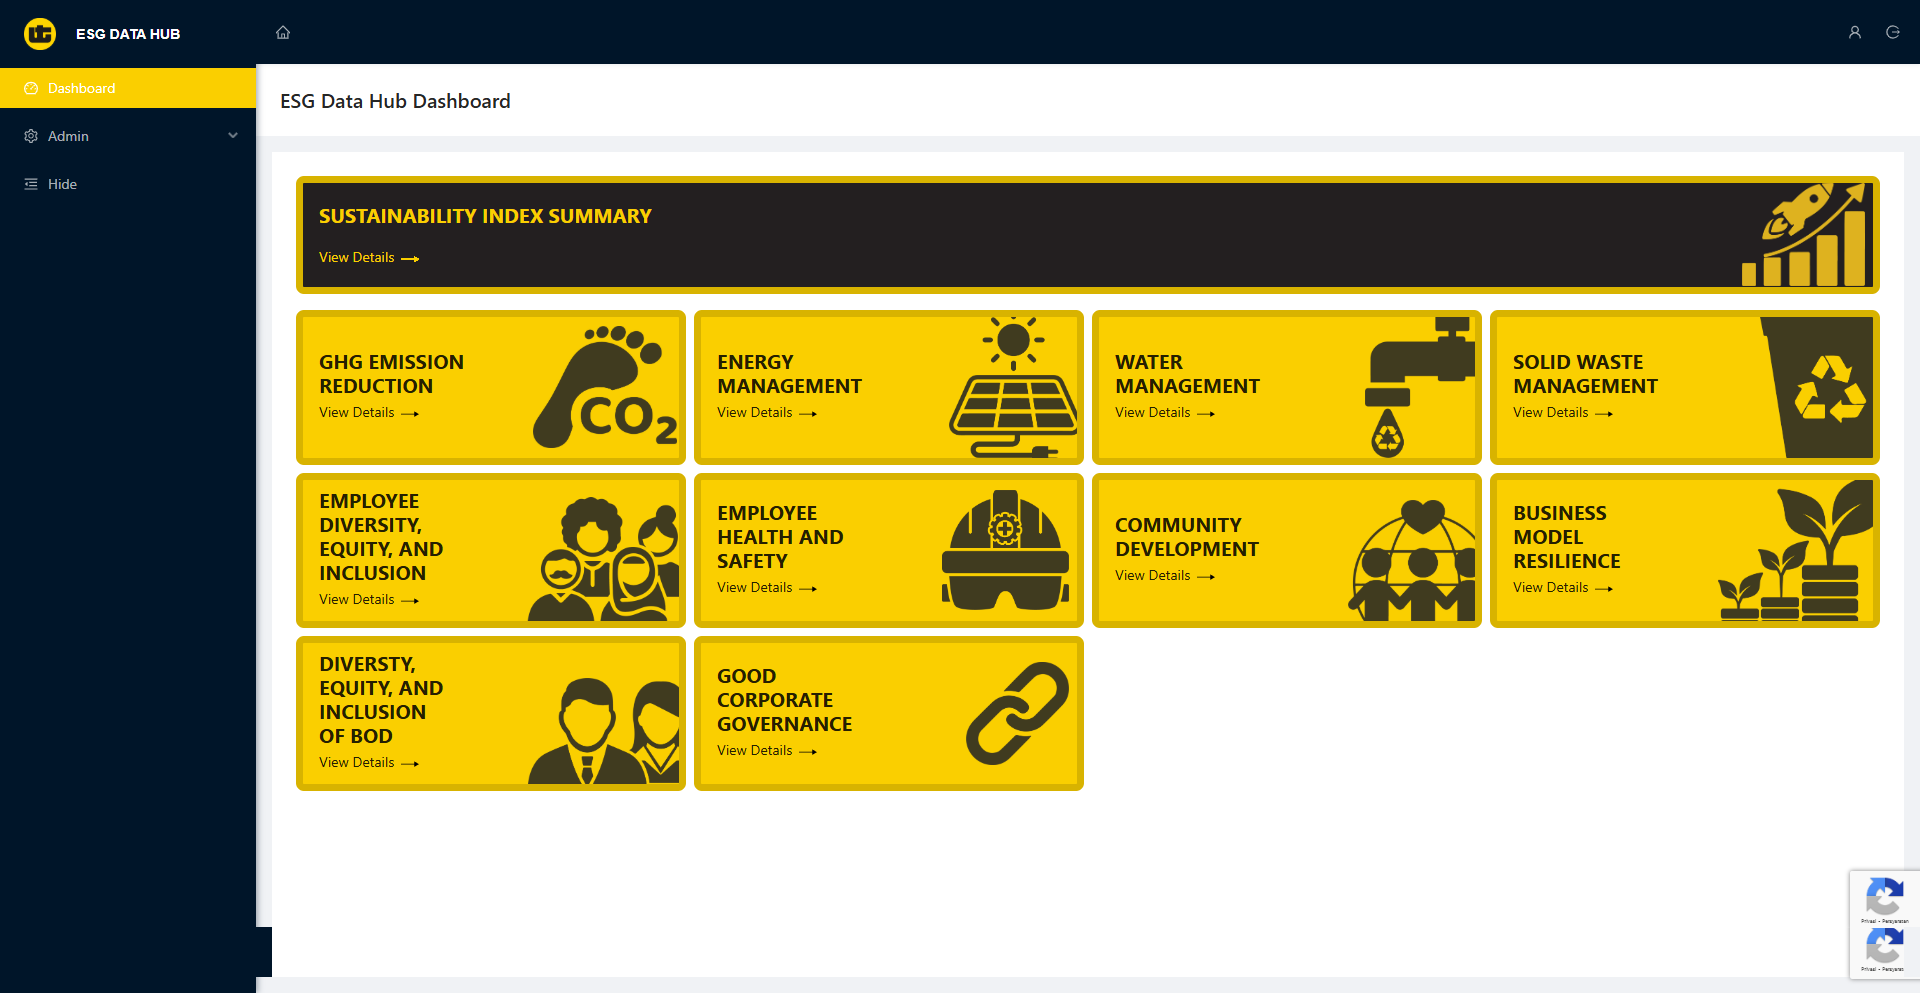 ESG DATA HUB
Dashboard
Admin
Hide
ESG Data Hub Dashboard
SUSTAINABILITY INDEX SUMMARY
View Details
GHG EMISSION
REDUCTION
View Details
CO2
ENERGY
MANAGEMENT
View Details
WATER
MANAGEMENT
View Details
SOLID WASTE
MANAGEMENT
View Details
EMPLOYEE
DIVERSITY,
EQUITY, AND
INCLUSION
View Details
EMPLOYEE
HEALTH AND
SAFETY
View Details
COMMUNITY
DEVELOPMENT
View Details
BUSINESS
MODEL
RESILIENCE
View Details
DIVERSTY,
EQUITY, AND
INCLUSION
OF BOD
View Details
GOOD
CORPORATE
GOVERNANCE
View Details
Privasi - Persyaratan
Privasi - Persyaratan